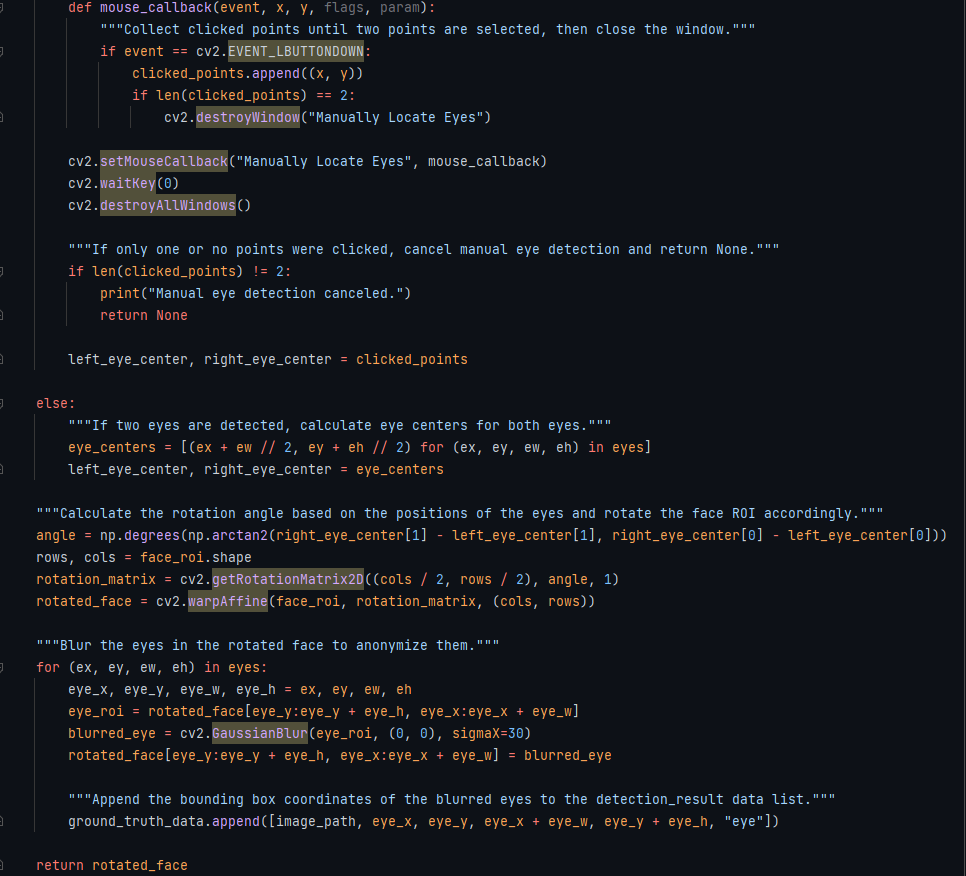 def mouse_callback(event, x, y, flags, param):
"""Collect clicked points until two points are selected, then close the window."""
if event == cv2.EVENT_LBUTTONDOWN:
clicked_points.append((x, y))
if len(clicked_points) == 2:
cv2.destroyWindow("Manually Locate Eyes")
cv2.setMouseCallback("Manually Locate Eyes", mouse_callback)
cv2.waitKey(0)
cv2.destroyAllWindows()
"""If only one or no points were clicked, cancel manual eye detection and return None."""
if len(clicked_points) != 2:
print("Manual eye detection canceled.")
return None
left_eye_center, right_eye_center = clicked_points
else:
"""If two eyes are detected, calculate eye centers for both eyes."""
eye_centers = [(ex + ew // 2, ey + eh // 2) for (ex, ey, ew, eh) in eyes]
left_eye_center, right_eye_center = eye_centers
"""Calculate the rotation angle based on the positions of the eyes and rotate the face ROI accordingly."""
angle = np.degrees(np.arctan2(right_eye_center[1] - left_eye_center[1], right_eye_center[0] - left_eye_center[0]))
rows, cols = face_roi.shape
rotation_matrix = cv2.getRotationMatrix2D((cols / 2, rows / 2), angle, 1)
rotated_face = cv2.warpAffine(face_roi, rotation_matrix, (cols, rows))
"""Blur the eyes in the rotated face to anonymize them."""
for (ex, ey, ew, eh) in eyes:
eye_x, eye_y, eye_w, eye_h = ex, ey, ew, eh
eye_roi = rotated_face[eye_y:eye_y + eye_h, eye_x:eye_x + eye_w]
blurred_eye = cv2.GaussianBlur(eye_roi, (0, 0), sigmaX=30)
rotated_face[eye_y:eye_y + eye_h, eye_x:eye_x + eye_w] = blurred_eye
"""Append the bounding box coordinates of the blurred eyes to the detection_result data list."""
ground_truth_data.append([image_path, eye_x, eye_y, eye_x + eye_w, eye_y + eye_h, "eye"])
return rotated_face